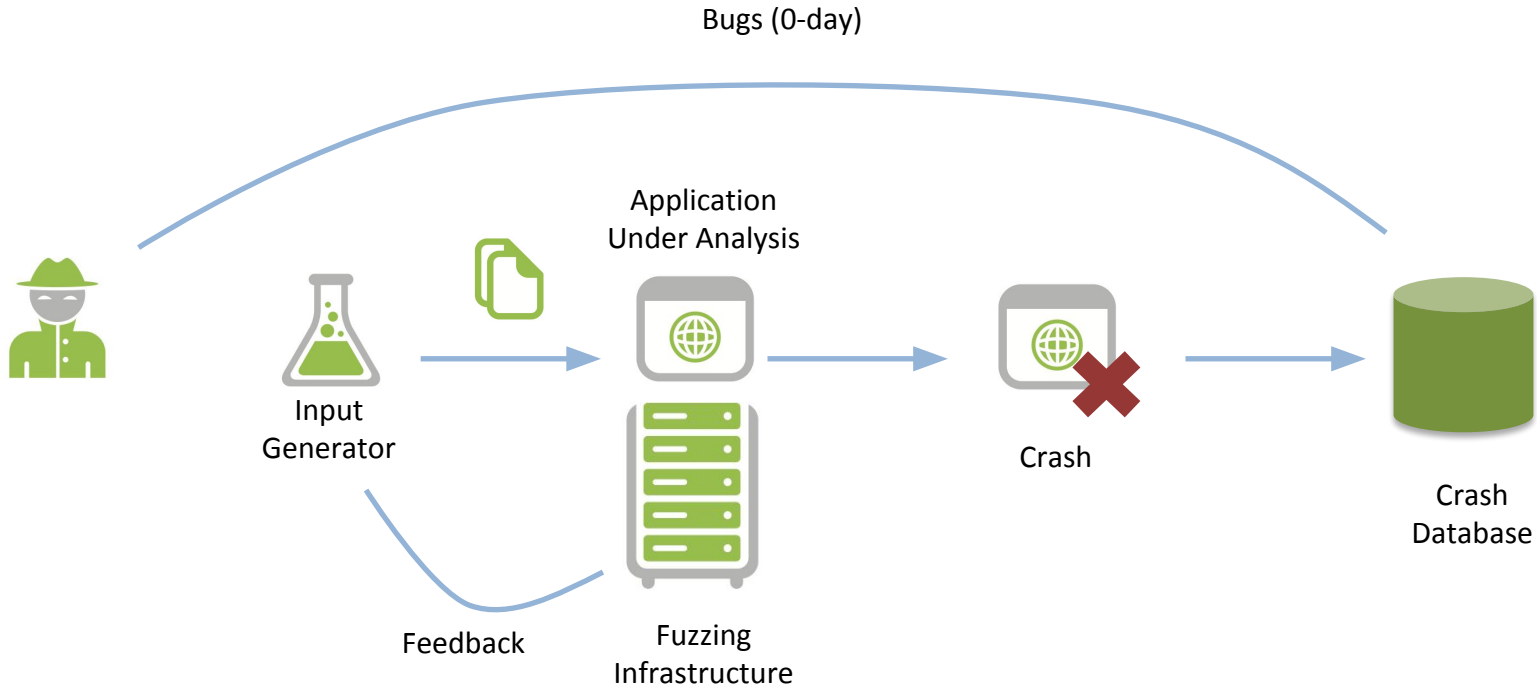 Bugs (0-day)
Application
Under Analysis
Input
Generator
Crash
Crash
Database
Feedback
Fuzzing
Infrastructure